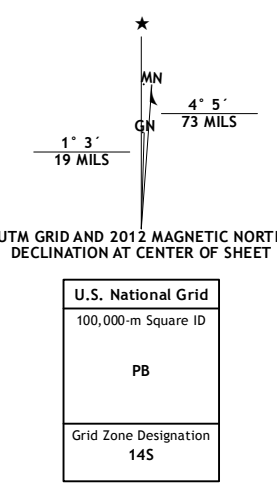 ★
MN
GN
4° 5´
73 MILS
1° 3´
19 MILS
UTM GRID AND 2012 MAGNETIC NORTH
DECLINATION AT CENTER OF SHEET
U.S. National Grid
100,000-m Square ID
PB
Grid Zone Designation
14S